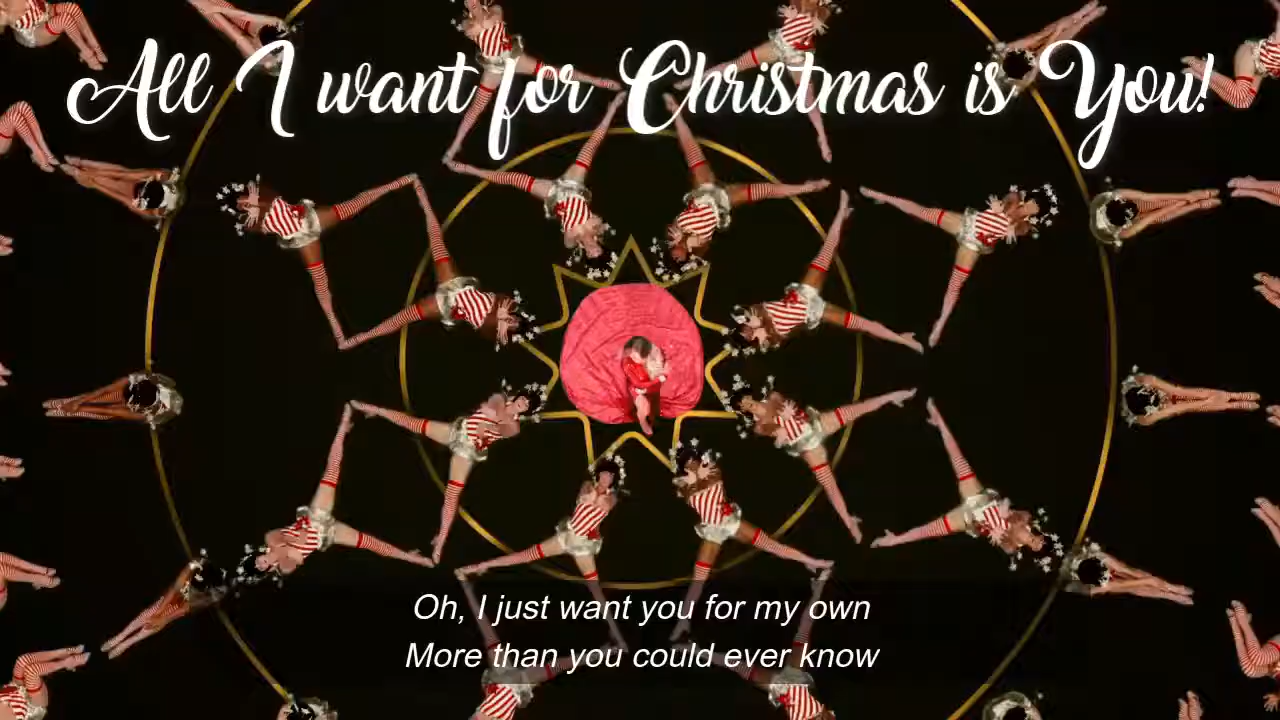 All I want for Christmas is You!
Oh, I just want you for my own
More than you could ever know